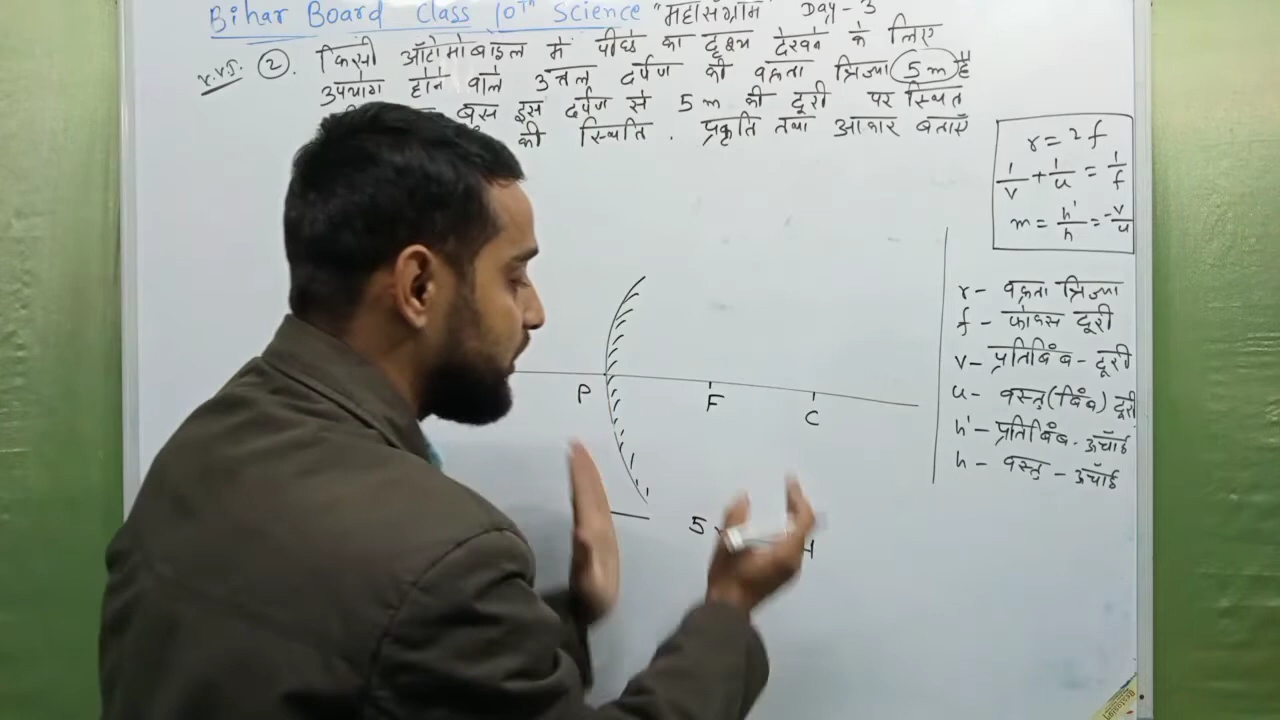 Bihar Board Class 10th Science "महासंग्राम" Day-3
v.v.I. ②. किसी ऑटोमोबाइल में पीछे का दृश्य देखने के लिए
उपयोग होने वाले उत्तल दर्पण की वक्रता त्रिज्या 5 m है
बस इस दर्पण से 5 m की दूरी पर स्थित
की स्थिति. प्रकृति तथा आकार बताएँ
r = 2f
1/v + 1/u = 1/f
m = h'/h = -v/u
r - वक्रता त्रिज्या
f - फोकस दूरी
v - प्रतिबिंब - दूरी
u - वस्तु (बिंब) दूरी
h' - प्रतिबिंब - ऊँचाई
h - वस्तु - ऊँचाई
P F C
5